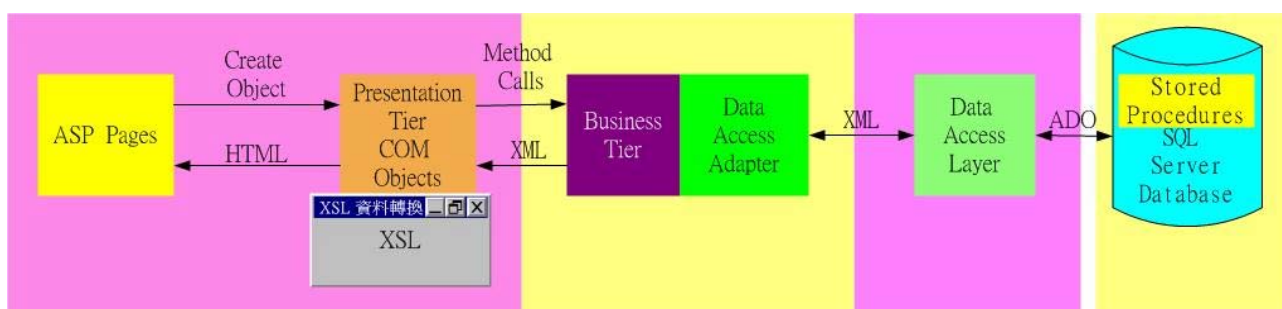 ASP Pages
Create
Object
HTML
Presentation
Tier
COM
Objects
XSL 資料轉換
XSL
Method
Calls
XML
Business
Tier
Data
Access
Adapter
XML
Data
Access
Layer
ADO
Stored
Procedures
SQL
Server
Database